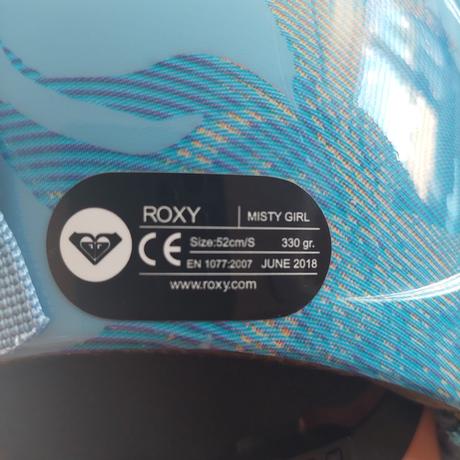 ROXY MISTY GIRL
CE Size:52cm/S 330 gr.
EN 1077:2007 JUNE 2018
www.roxy.com